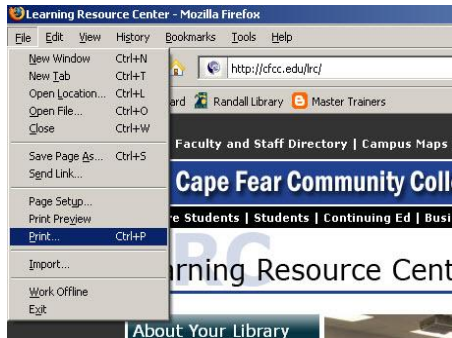 Learning Resource Center - Mozilla Firefox
File Edit View History Bookmarks Tools Help
New Window Ctrl+N
New Tab Ctrl+T
Open Location... Ctrl+L
Open File... Ctrl+O
Close Ctrl+W
Save Page As... Ctrl+S
Send Link...
Page Setup...
Print Preview
Print... Ctrl+P
Import...
Work Offline
Exit
http://cfcc.edu/lrc/
ard Randall Library Master Trainers
Faculty and Staff Directory | Campus Maps
Cape Fear Community Coll
re Students | Students | Continuing Ed | Busi
RC
arning Resource Cent
About Your Library